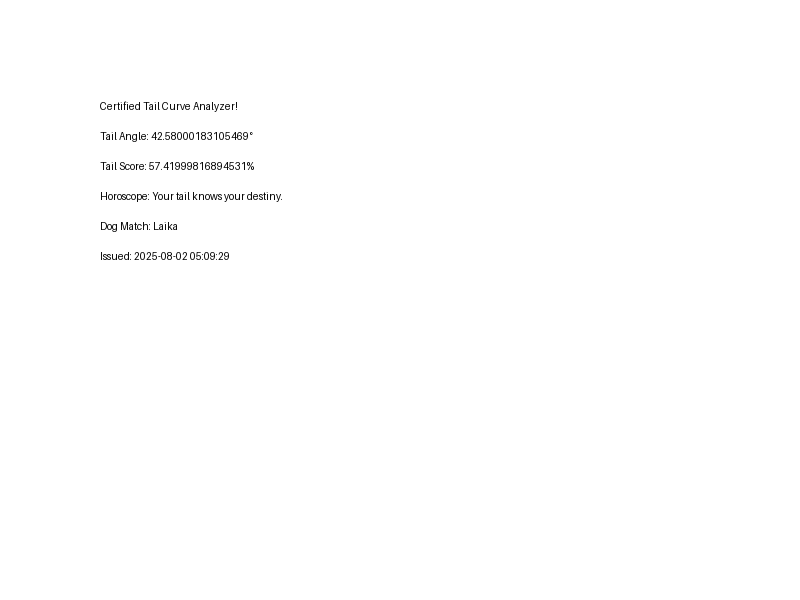 Certified Tail Curve Analyzer!
Tail Angle: 42.58000183105469°
Tail Score: 57.41999816894531%
Horoscope: Your tail knows your destiny.
Dog Match: Laika
Issued: 2025-08-02 05:09:29